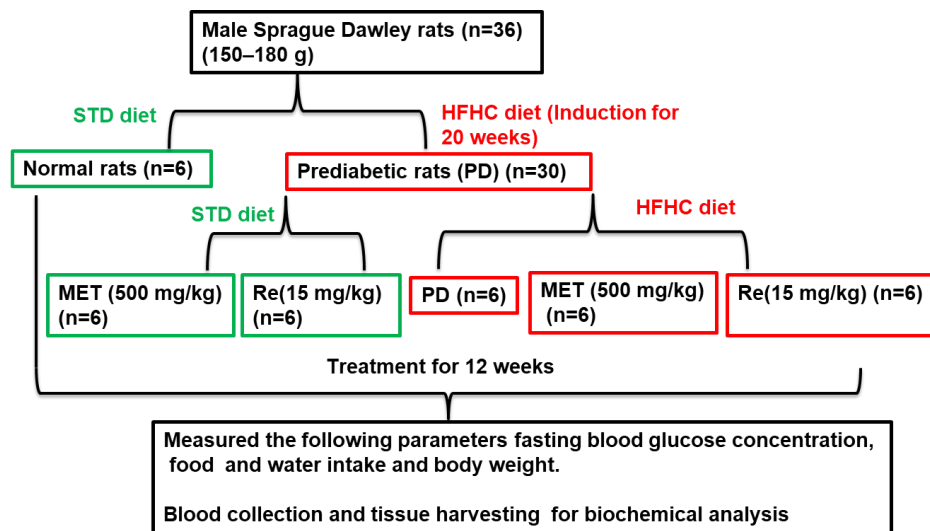 Male Sprague Dawley rats (n=36)
(150–180 g)
STD diet
HFHC diet (Induction for
20 weeks)
Normal rats (n=6)
Prediabetic rats (PD) (n=30)
STD diet
HFHC diet
MET (500 mg/kg)
(n=6)
Re(15 mg/kg)
(n=6)
PD (n=6)
MET (500 mg/kg)
(n=6)
Re(15 mg/kg) (n=6)
Treatment for 12 weeks
Measured the following parameters fasting blood glucose concentration,
food and water intake and body weight.
Blood collection and tissue harvesting for biochemical analysis